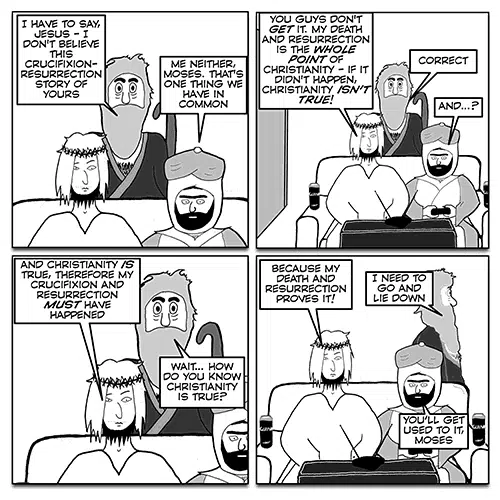 I HAVE TO SAY,
JESUS – I
DON'T BELIEVE
THIS
CRUCIFIXION-
RESURRECTION
STORY OF
YOURS
ME NEITHER,
MOSES. THAT'S
ONE THING WE
HAVE IN
COMMON
YOU GUYS DON'T
GET IT. MY DEATH
AND RESURRECTION
IS THE WHOLE
POINT OF
CHRISTIANITY – IF IT
DIDN'T HAPPEN,
CHRISTIANITY ISN'T
TRUE!
CORRECT
AND...?
AND CHRISTIANITY IS
TRUE, THEREFORE MY
CRUCIFIXION AND
RESURRECTION
MUST HAVE
HAPPENED
WAIT... HOW
DO YOU KNOW
CHRISTIANITY
IS TRUE?
BECAUSE MY
DEATH AND
RESURRECTION
PROVES IT!
I NEED TO
GO AND
LIE DOWN
YOU'LL GET
USED TO IT,
MOSES